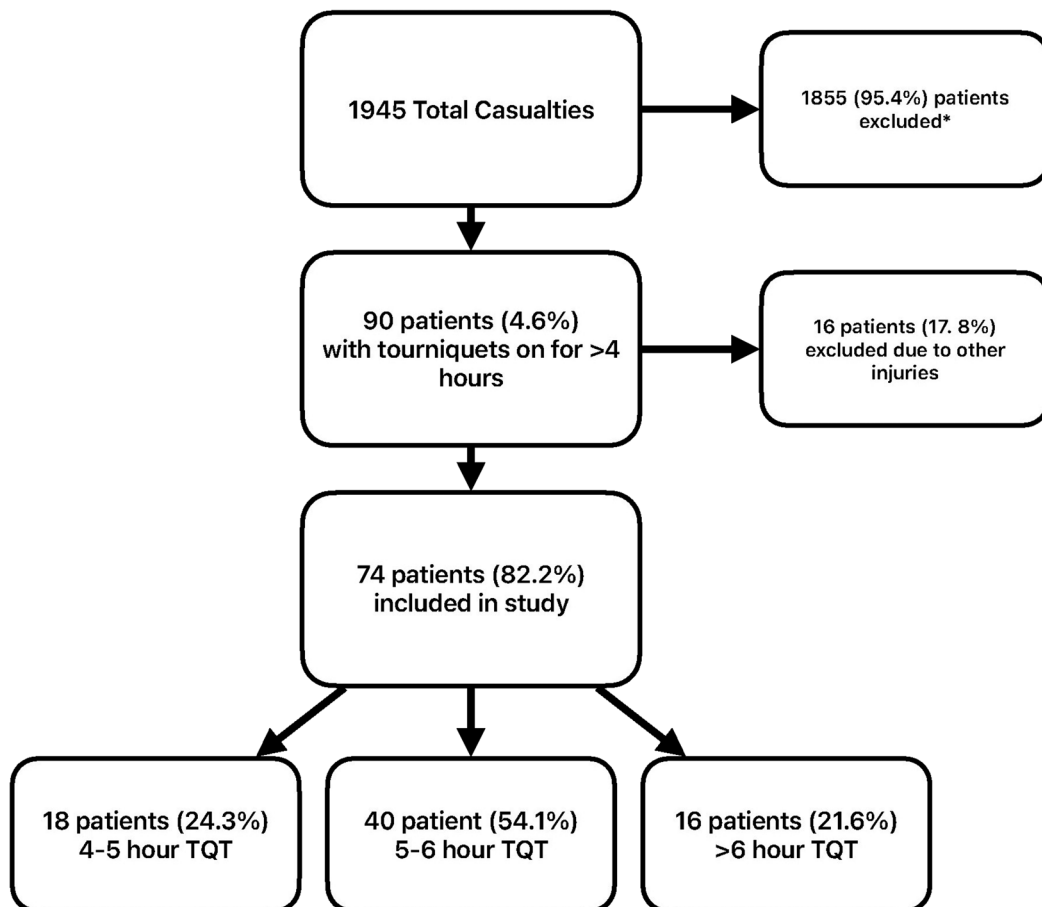 1945 Total Casualties
1855 (95.4%) patients
excluded*
90 patients (4.6%)
with tourniquets on for >4
hours
16 patients (17. 8%)
excluded due to other
injuries
74 patients (82.2%)
included in study
18 patients (24.3%)
4-5 hour TQT
40 patient (54.1%)
5-6 hour TQT
16 patients (21.6%)
>6 hour TQT